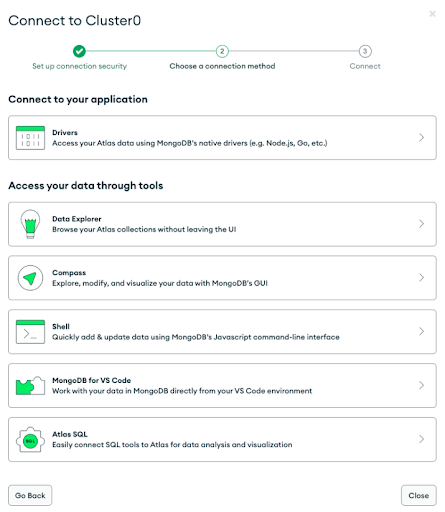 Connect to Cluster0
×
2
3
Set up connection security
Choose a connection method
Connect
Connect to your application
Drivers
Access your Atlas data using MongoDB's native drivers (e.g. Node.js, Go, etc.)
Access your data through tools
Data Explorer
Browse your Atlas collections without leaving the UI
Compass
Explore, modify, and visualize your data with MongoDB's GUI
Shell
Quickly add & update data using MongoDB's Javascript command-line interface
MongoDB for VS Code
Work with your data in MongoDB directly from your VS Code environment
SQL
Atlas SQL
Easily connect SQL tools to Atlas for data analysis and visualization
Go Back
Close